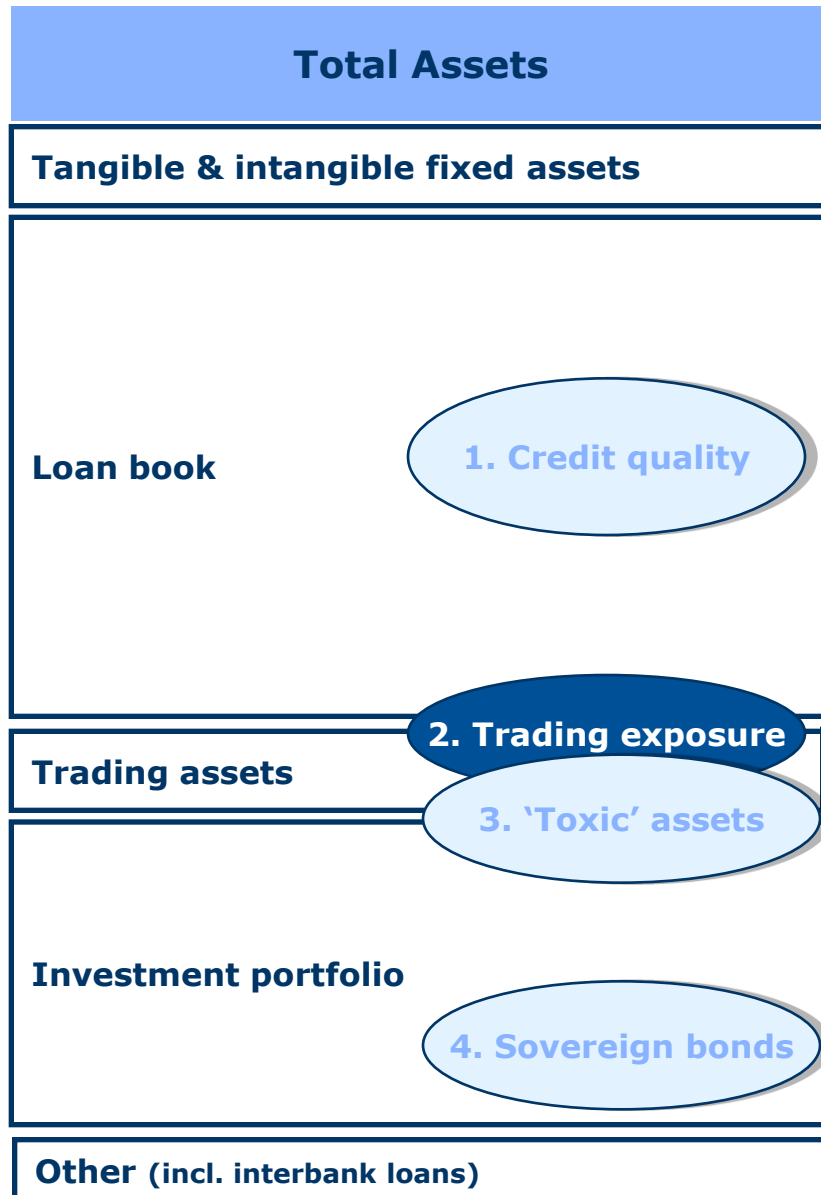 Total Assets
Tangible & intangible fixed assets
Loan book
1. Credit quality
2. Trading exposure
Trading assets
3. ‘Toxic’ assets
Investment portfolio
4. Sovereign bonds
Other (incl. interbank loans)